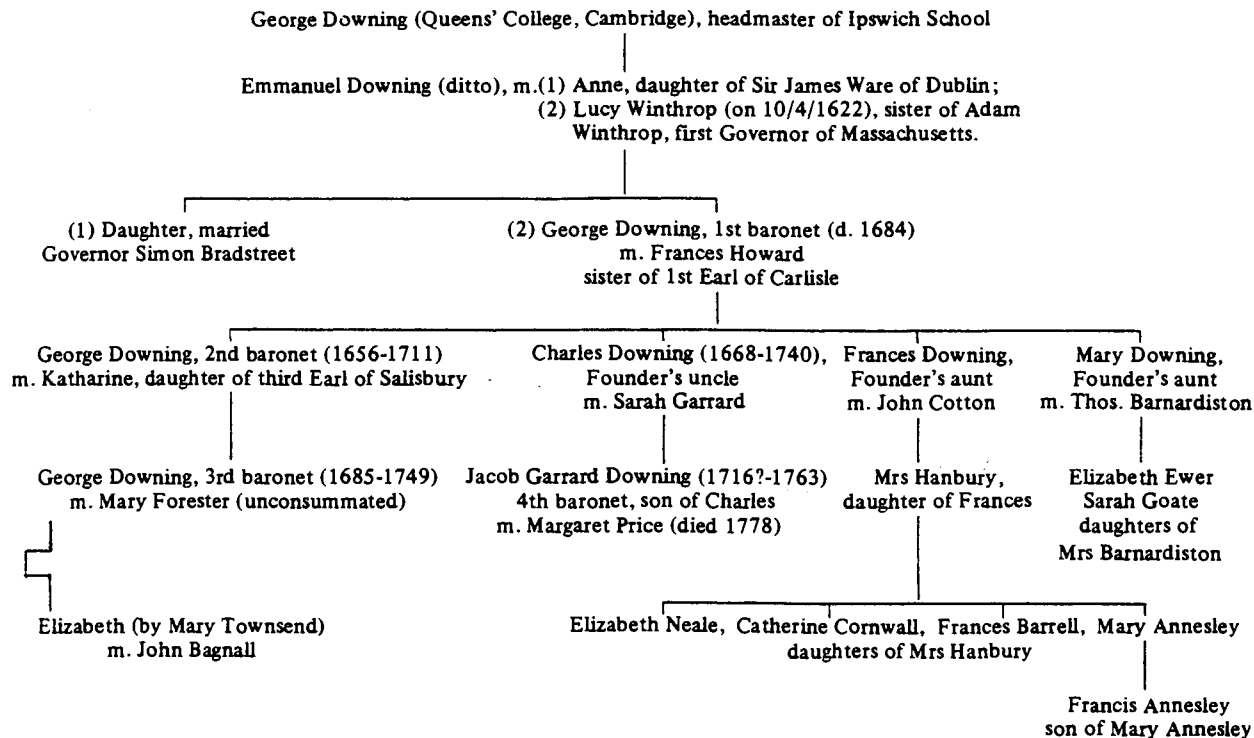 George Downing (Queens' College, Cambridge), headmaster of Ipswich School
Emmanuel Downing (ditto), m.(1) Anne, daughter of Sir James Ware of Dublin;
(2) Lucy Winthrop (on 10/4/1622), sister of Adam
Winthrop, first Governor of Massachusetts.
(1) Daughter, married
Governor Simon Bradstreet
(2) George Downing, 1st baronet (d. 1684)
m. Frances Howard
sister of 1st Earl of Carlisle
George Downing, 2nd baronet (1656-1711)
m. Katharine, daughter of third Earl of Salisbury
Charles Downing (1668-1740),
Founder's uncle
m. Sarah Garrard
Frances Downing,
Founder's aunt
m. John Cotton
Mary Downing,
Founder's aunt
m. Thos. Barnardiston
George Downing, 3rd baronet (1685-1749)
m. Mary Forester (unconsummated)
Jacob Garrard Downing (1716?-1763)
4th baronet, son of Charles
m. Margaret Price (died 1778)
Mrs Hanbury,
daughter of Frances
Elizabeth Ewer
Sarah Goate
daughters of
Mrs Barnardiston
Elizabeth (by Mary Townsend)
m. John Bagnall
Elizabeth Neale, Catherine Cornwall, Frances Barrell, Mary Annesley
daughters of Mrs Hanbury
Francis Annesley
son of Mary Annesley